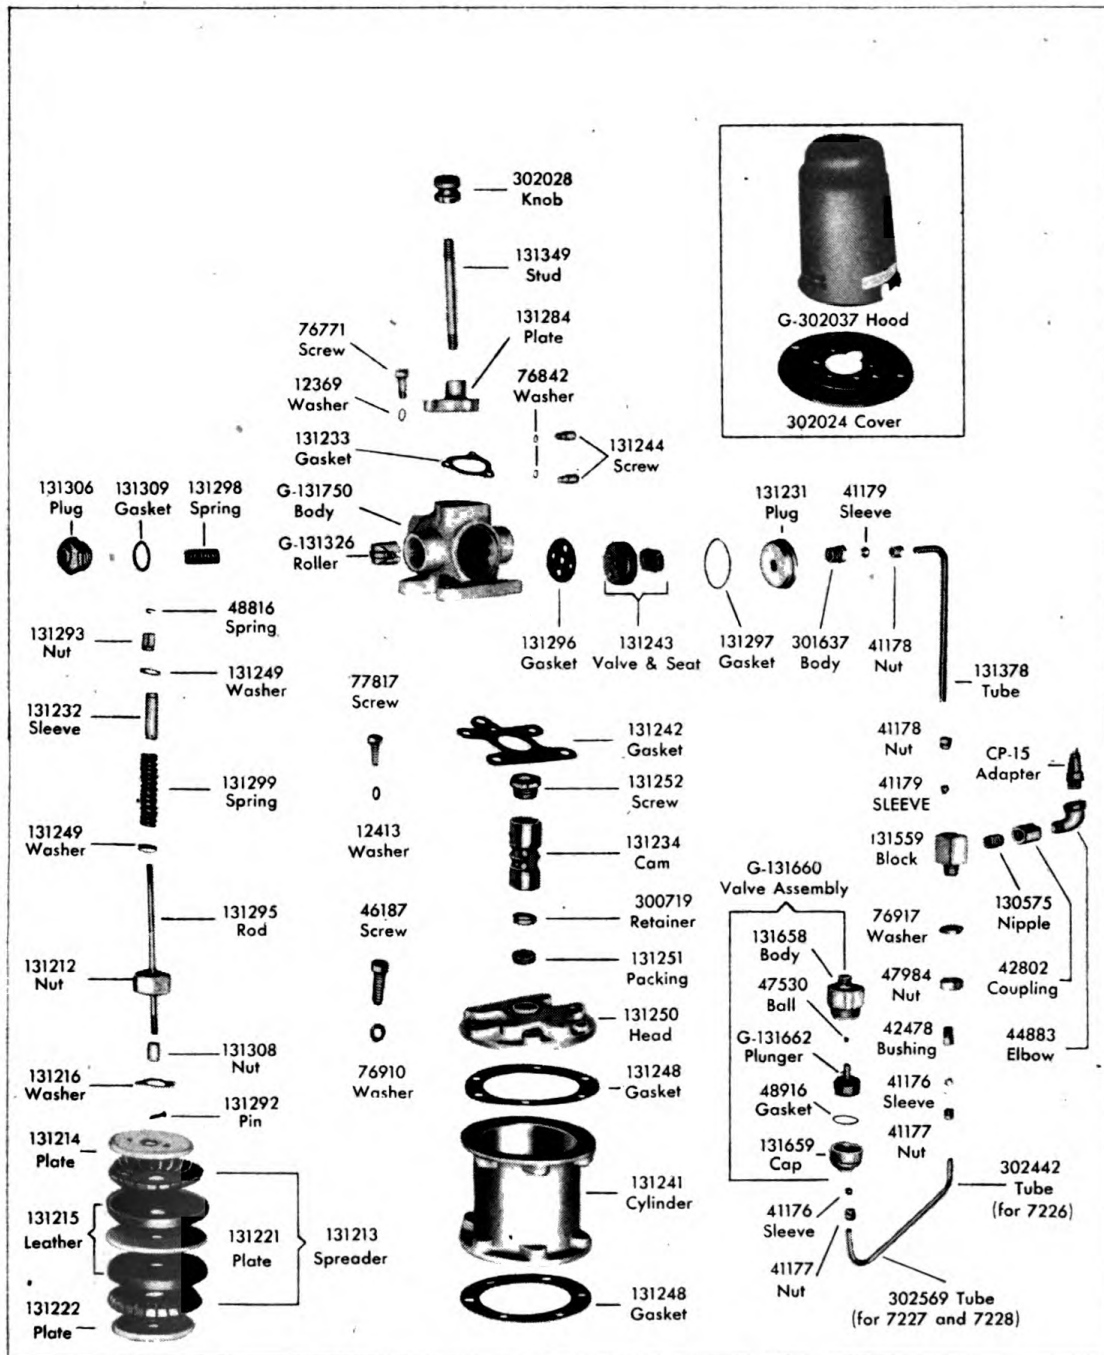 302028
Knob
131349
Stud
131284
Plate
76771
Screw
12369
Washer
76842
Washer
131233
Gasket
131244
Screw
G-302037 Hood
302024 Cover
131306
Plug
131309
Gasket
131298
Spring
G-131750
Body
G-131326
Roller
131231
Plug
41179
Sleeve
131296
Gasket
131243
Valve & Seat
131297
Gasket
301637
Body
41178
Nut
131378
Tube
48816
Spring
131293
Nut
131249
Washer
131232
Sleeve
131299
Spring
131249
Washer
131295
Rod
131212
Nut
131308
Nut
131216
Washer
131292
Pin
131214
Plate
131215
Leather
131221
Plate
131213
Spreader
131222
Plate
77817
Screw
12413
Washer
46187
Screw
76910
Washer
131242
Gasket
131252
Screw
131234
Cam
300719
Retainer
131251
Packing
131250
Head
131248
Gasket
131241
Cylinder
131248
Gasket
41178
Nut
41179
SLEEVE
131559
Block
CP-15
Adapter
130575
Nipple
42802
Coupling
44883
Elbow
G-131660
Valve Assembly
131658
Body
47530
Ball
G-131662
Plunger
48916
Gasket
131659
Cap
41176
Sleeve
41177
Nut
76917
Washer
47984
Nut
42478
Bushing
41176
Sleeve
41177
Nut
302442
Tube
(for 7226)
302569 Tube
(for 7227 and 7228)